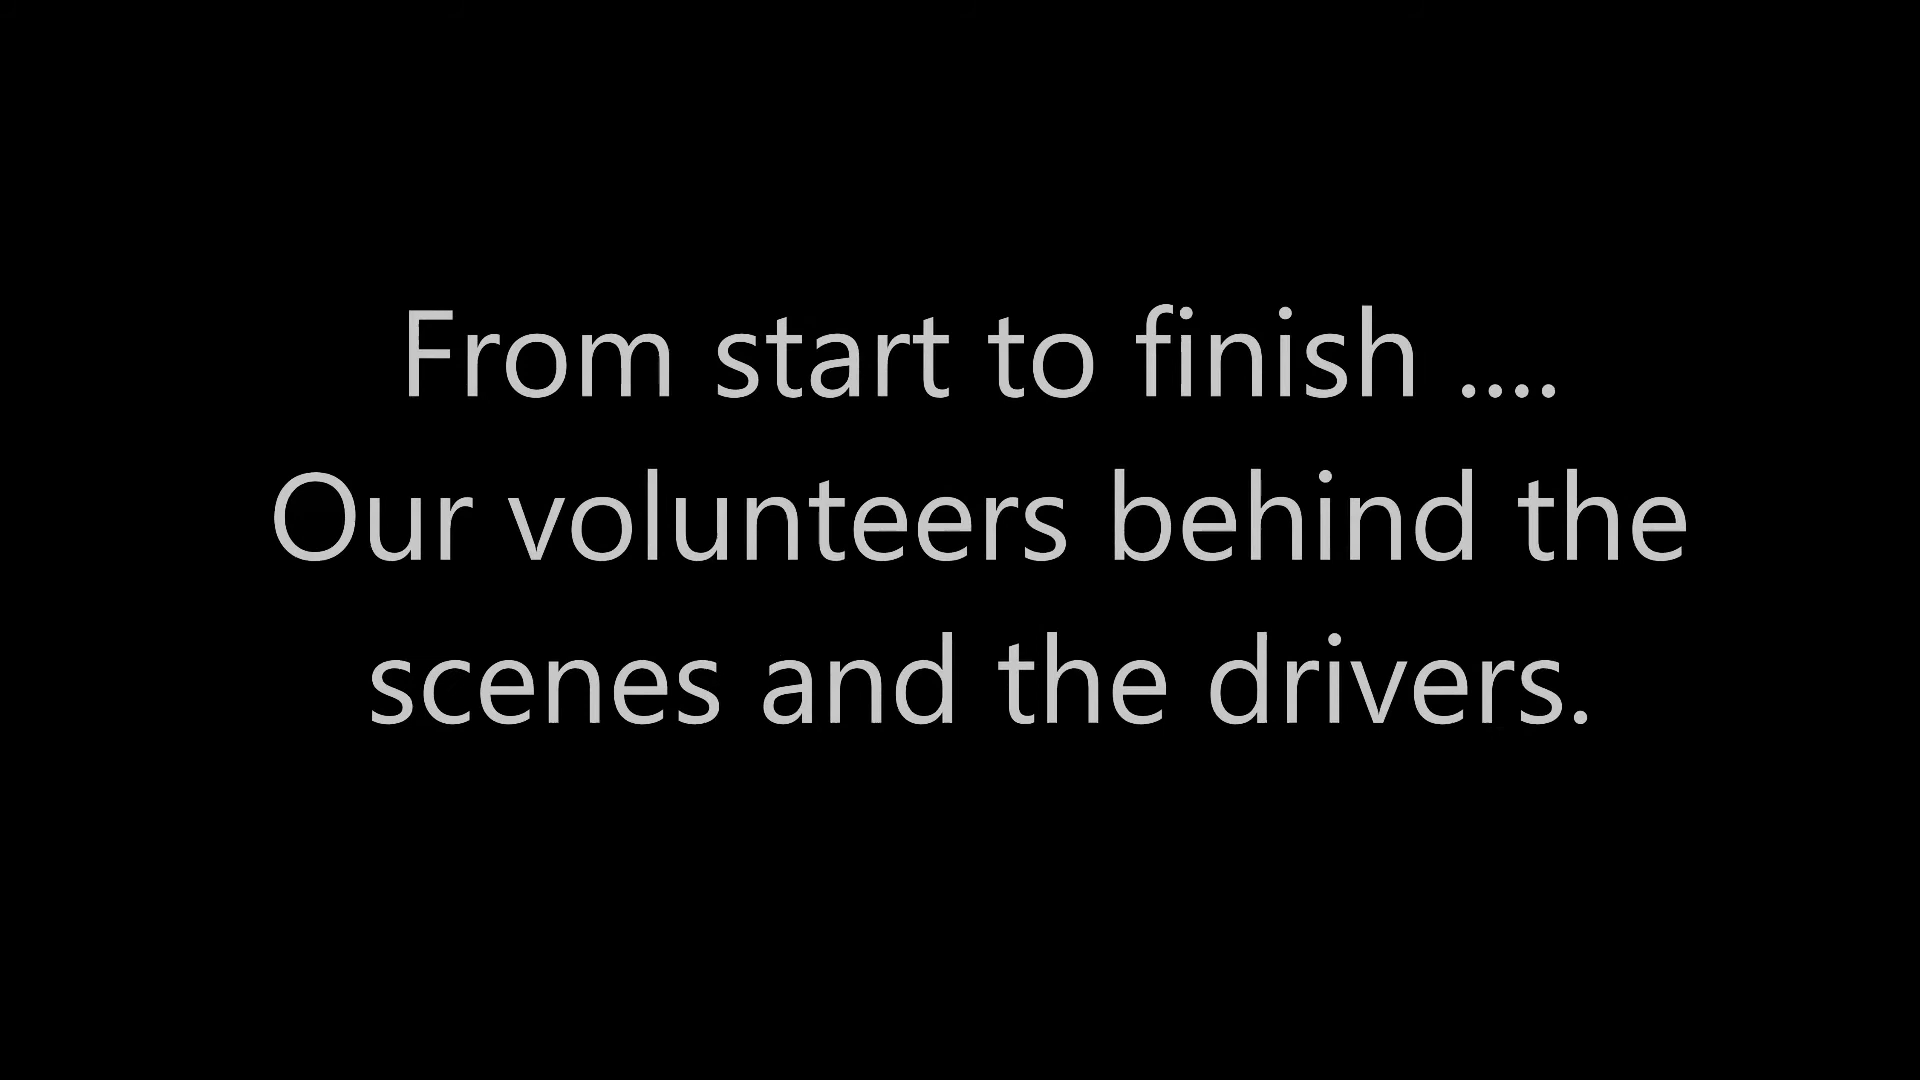 From start to finish ....
Our volunteers behind the
scenes and the drivers.